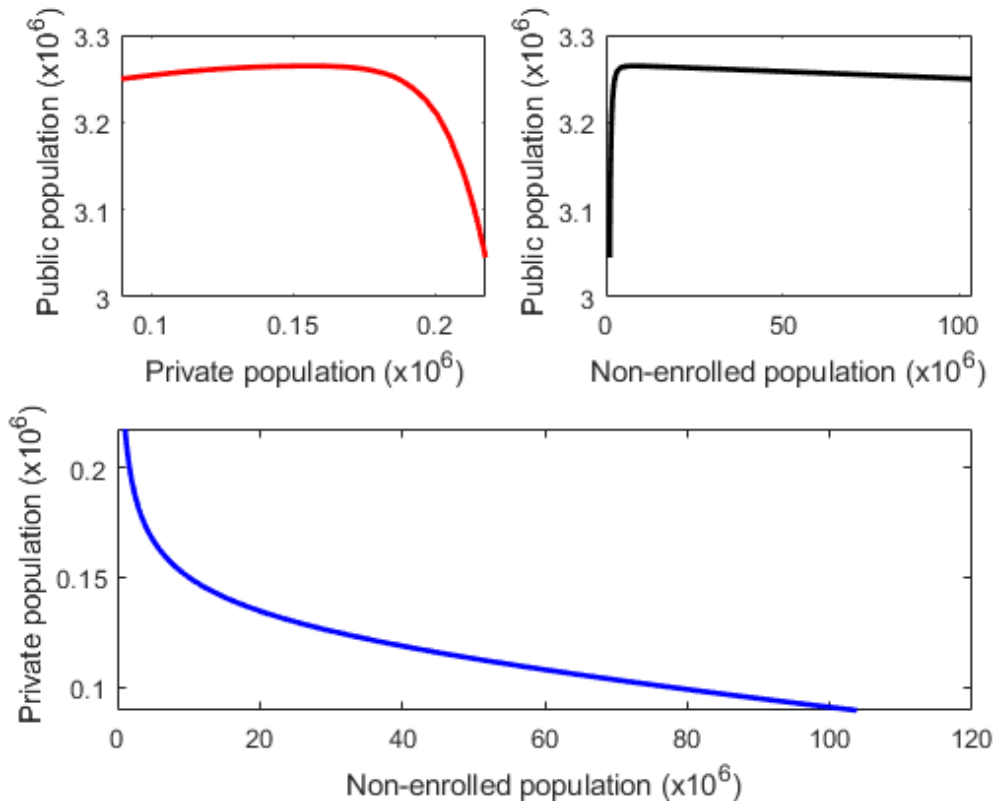 Public population (x10^6)
3.3
3.2
3.1
3
0.1 0.15 0.2
Private population (x10^6)
Public population (x10^6)
3.3
3.2
3.1
3
0 50 100
Non-enrolled population (x10^6)
Private population (x10^6)
0.2
0.15
0.1
0 20 40 60 80 100 120
Non-enrolled population (x10^6)